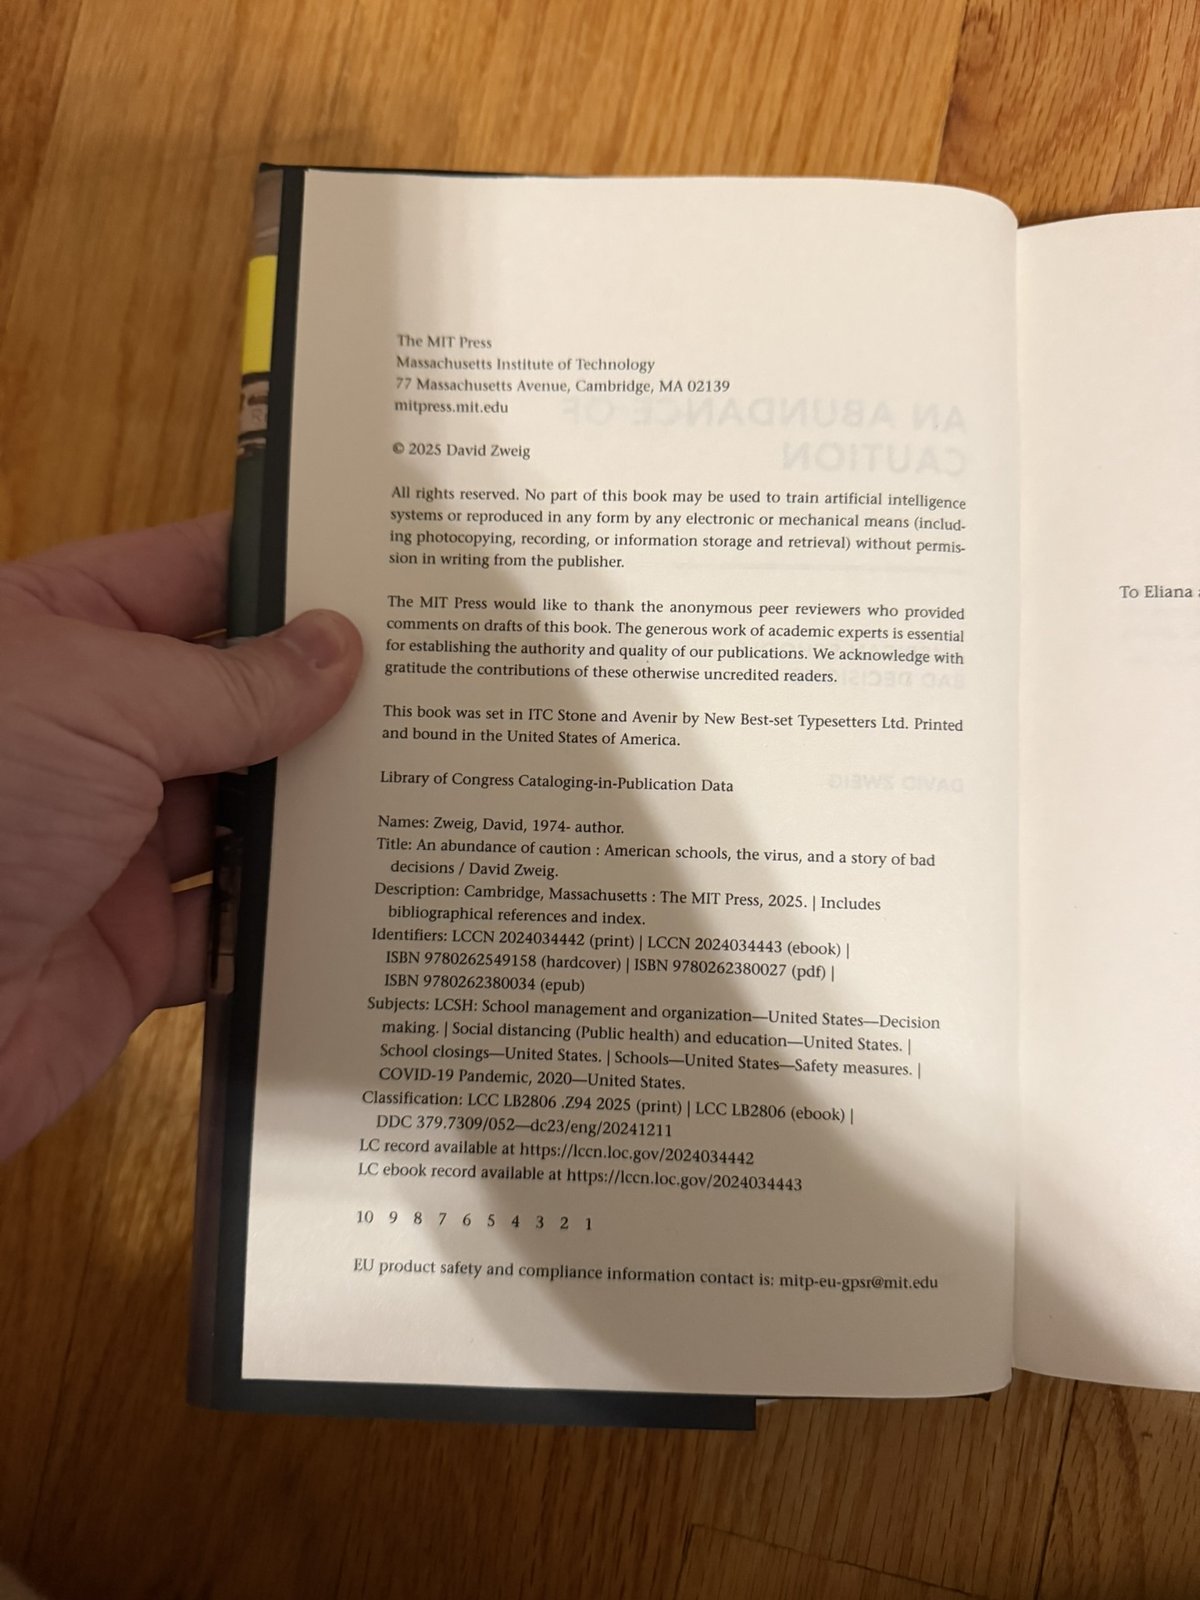 The MIT Press
Massachusetts Institute of Technology
77 Massachusetts Avenue, Cambridge, MA 02139
mitpress.mit.edu
© 2025 David Zweig
All rights reserved. No part of this book may be used to train artificial intelligence
systems or reproduced in any form by any electronic or mechanical means (includ-
ing photocopying, recording, or information storage and retrieval) without permis-
sion in writing from the publisher.
The MIT Press would like to thank the anonymous peer reviewers who provided
comments on drafts of this book. The generous work of academic experts is essential
for establishing the authority and quality of our publications. We acknowledge with
gratitude the contributions of these otherwise uncredited readers.
This book was set in ITC Stone and Avenir by New Best-set Typesetters Ltd. Printed
and bound in the United States of America.
Library of Congress Cataloging-in-Publication Data
Names: Zweig, David, 1974- author.
Title: An abundance of caution : American schools, the virus, and a story of bad
decisions / David Zweig.
Description: Cambridge, Massachusetts : The MIT Press, 2025. | Includes
bibliographical references and index.
Identifiers: LCCN 2024034442 (print) | LCCN 2024034443 (ebook) |
ISBN 9780262549158 (hardcover) | ISBN 9780262380027 (pdf) |
ISBN 9780262380034 (epub)
Subjects: LCSH: School management and organization—United States—Decision
making. | Social distancing (Public health) and education—United States. |
School closings—United States. | Schools—United States—Safety measures. |
COVID-19 Pandemic, 2020—United States.
Classification: LCC LB2806 .Z94 2025 (print) | LCC LB2806 (ebook) |
DDC 379.7309/052—dc23/eng/20241211
LC record available at https://lccn.loc.gov/2024034442
LC ebook record available at https://lccn.loc.gov/2024034443
10 9 8 7 6 5 4 3 2 1
EU product safety and compliance information contact is: mitp-eu-gpsr@mit.edu
To Eliana